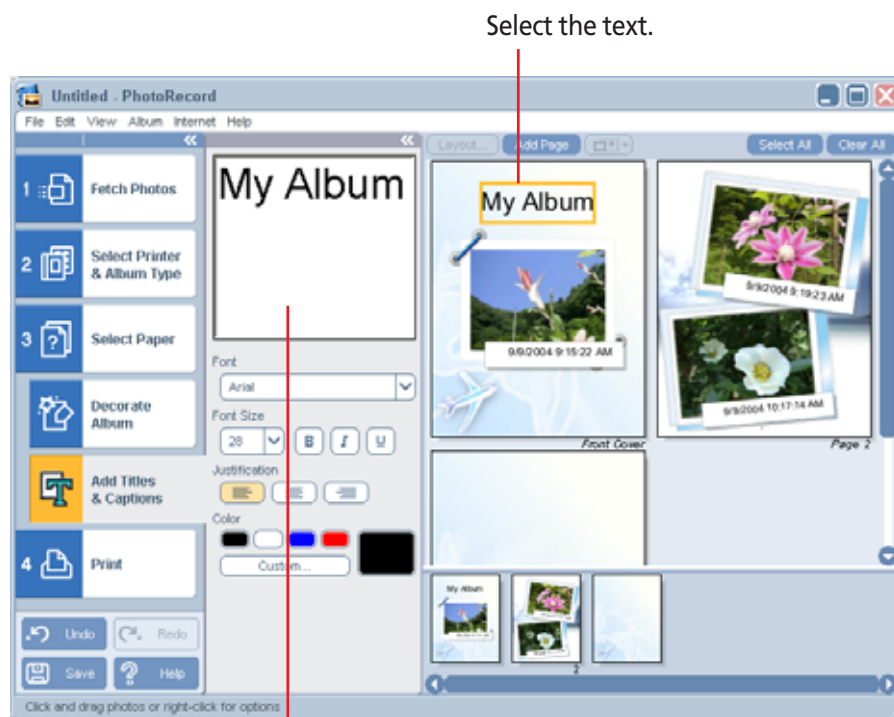 Select the text.
Untitled - PhotoRecord
File Edit View Album Internet Help
Layout... Add Page Select All Clear All
1 Fetch Photos
2 Select Printer
& Album Type
3 Select Paper
Decorate
Album
Add Titles
& Captions
4 Print
Undo Redo
Save Help
My Album
Font
Arial
Font Size
28 B I U
Justification
Color
Custom...
My Album
9/9/2004 9:15:22 AM
Front Cover
9/9/2004 9:19:23 AM
9/9/2004 10:17:14 AM
Page 2
My Album
2
Click and drag photos or right-click for options